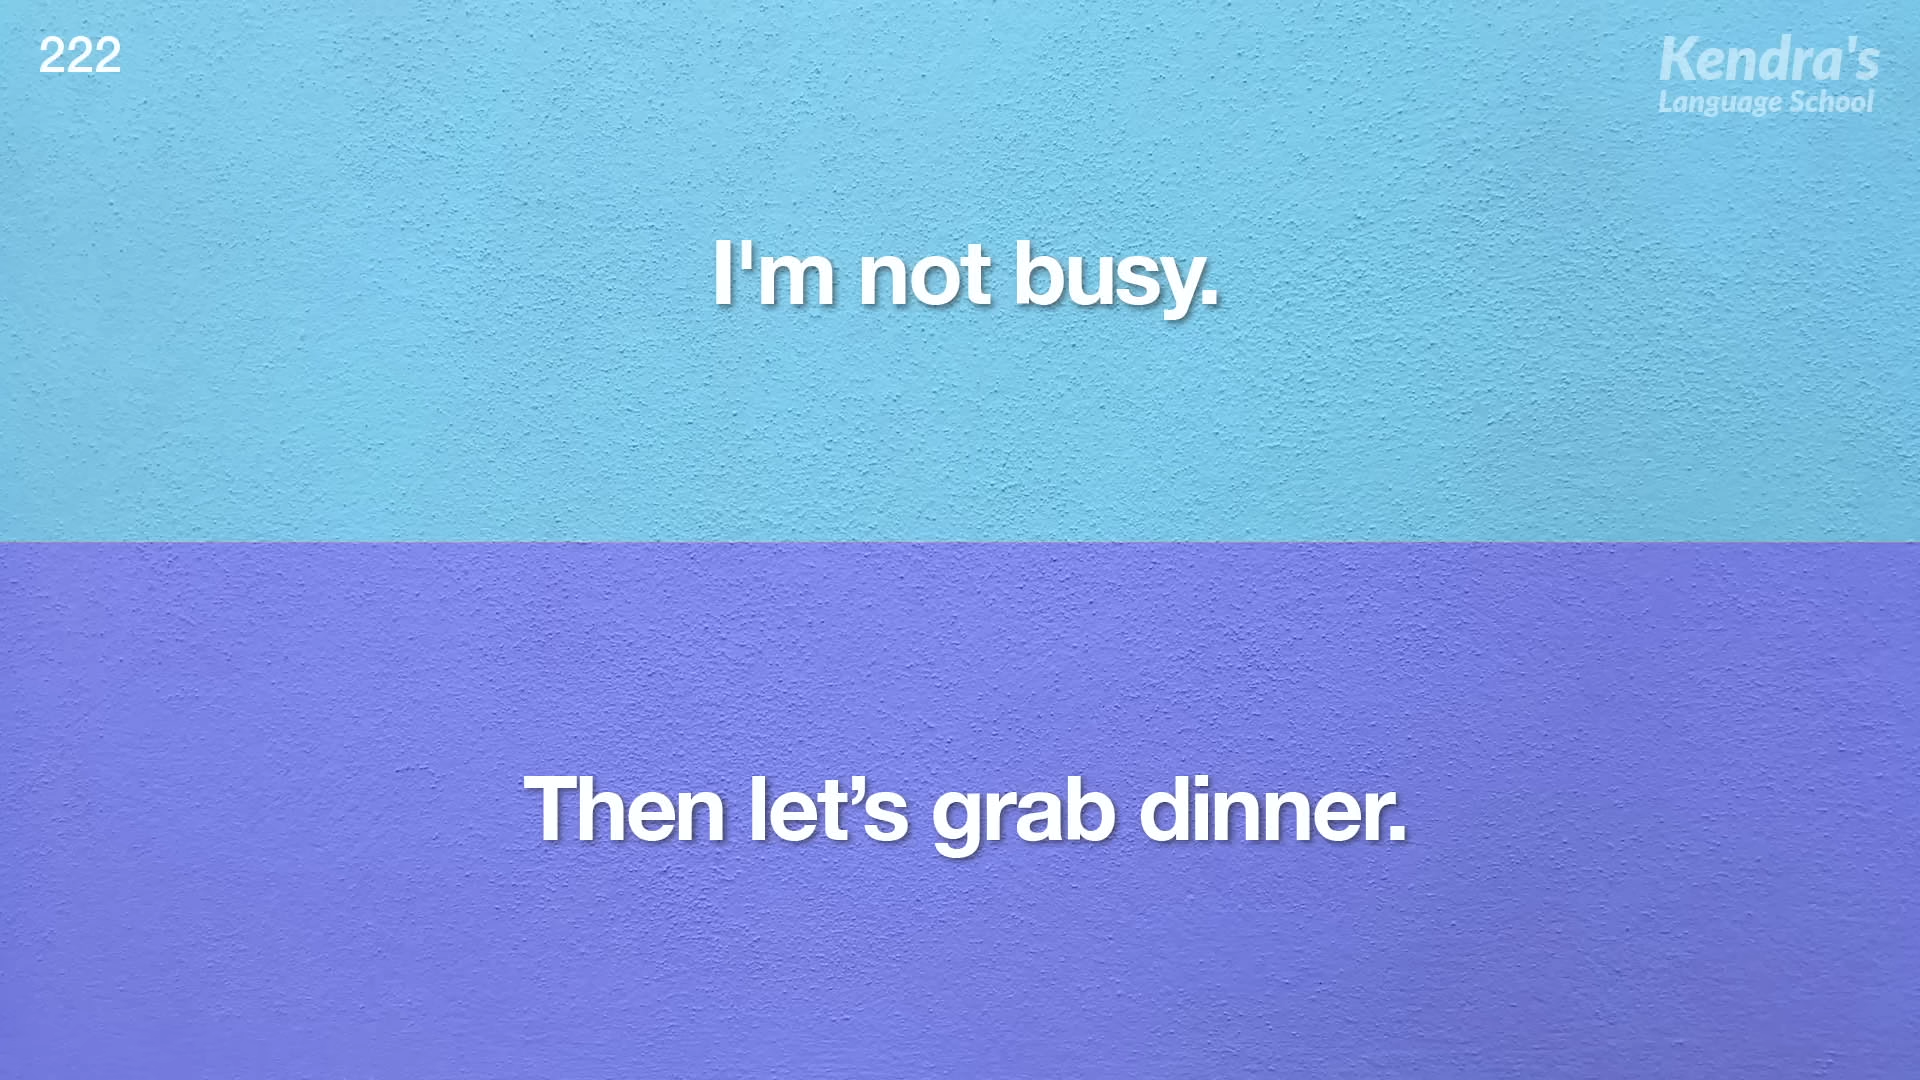 222
Kendra's
Language School
I'm not busy.
Then let’s grab dinner.